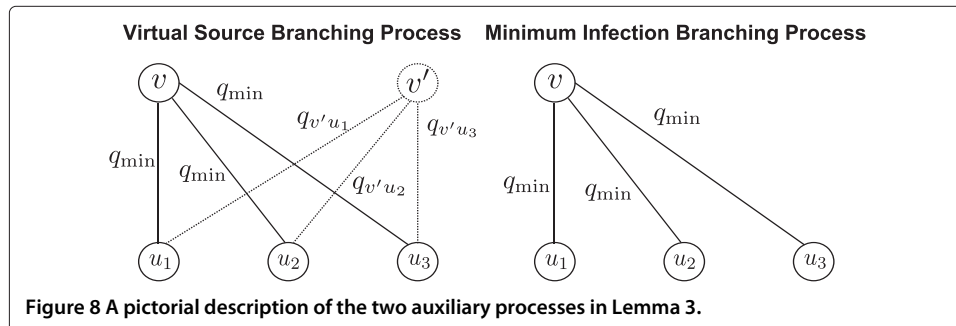 Virtual Source Branching Process Minimum Infection Branching Process
v v' v
q_min q_min
q_{v'u_1} q_{v'u_3} q_min
q_min q_min q_{v'u_2} q_min q_min
u_1 u_2 u_3 u_1 u_2 u_3
Figure 8 A pictorial description of the two auxiliary processes in Lemma 3.